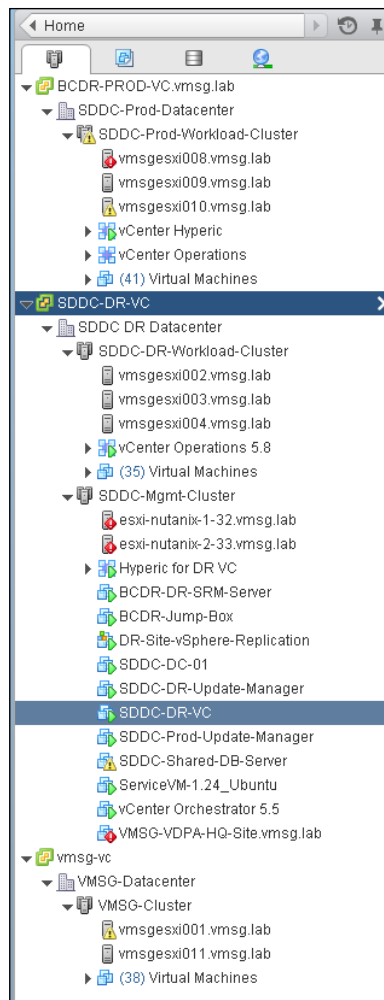 Home
BCDR-PROD-VC.vmsg.lab
SDDC-Prod-Datacenter
SDDC-Prod-Workload-Cluster
vmsgesxi008.vmsg.lab
vmsgesxi009.vmsg.lab
vmsgesxi010.vmsg.lab
vCenter Hyperic
vCenter Operations
(41) Virtual Machines
SDDC-DR-VC
SDDC DR Datacenter
SDDC-DR-Workload-Cluster
vmsgesxi002.vmsg.lab
vmsgesxi003.vmsg.lab
vmsgesxi004.vmsg.lab
vCenter Operations 5.8
(35) Virtual Machines
SDDC-Mgmt-Cluster
esxi-nutanix-1-32.vmsg.lab
esxi-nutanix-2-33.vmsg.lab
Hyperic for DR VC
BCDR-DR-SRM-Server
BCDR-Jump-Box
DR-Site-vSphere-Replication
SDDC-DC-01
SDDC-DR-Update-Manager
SDDC-DR-VC
SDDC-Prod-Update-Manager
SDDC-Shared-DB-Server
ServiceVM-1.24_Ubuntu
vCenter Orchestrator 5.5
VMSG-VDPA-HQ-Site.vmsg.lab
vmsg-vc
VMSG-Datacenter
VMSG-Cluster
vmsgesxi001.vmsg.lab
vmsgesxi011.vmsg.lab
(38) Virtual Machines